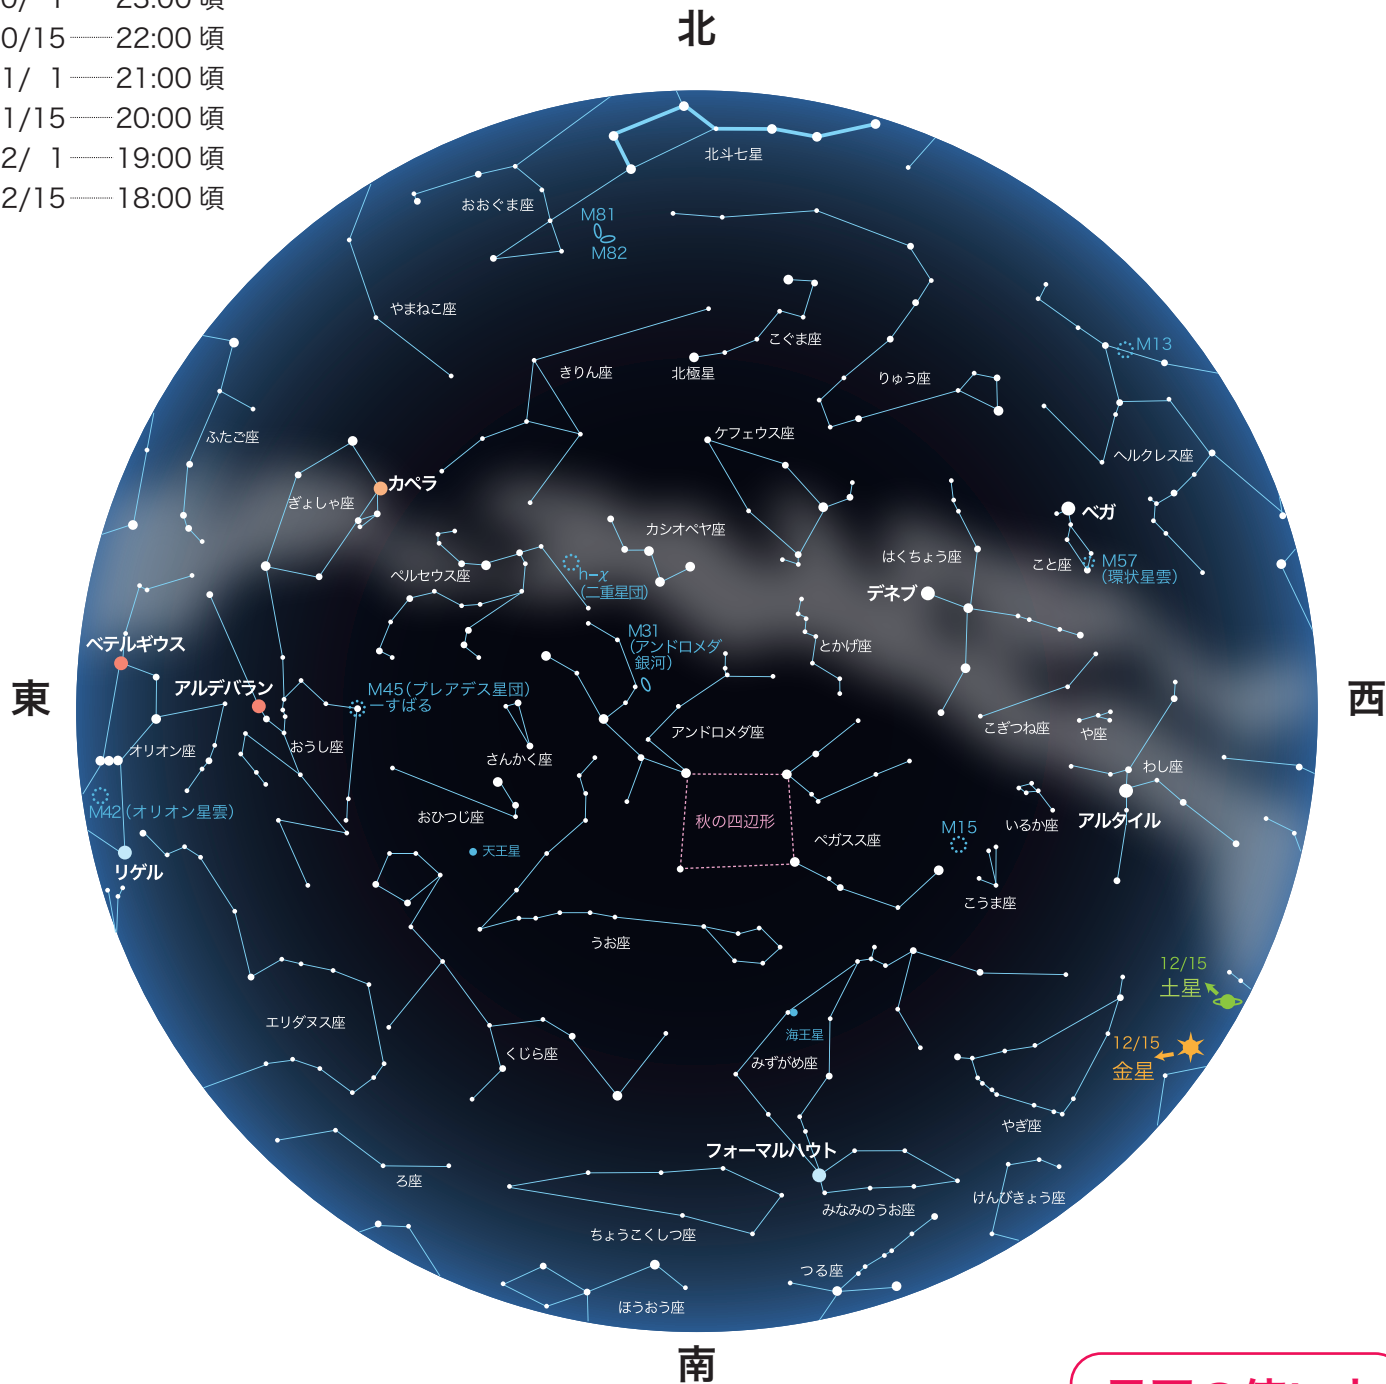 0/15 22:00 頃
1/ 1 21:00 頃
1/15 20:00 頃
2/ 1 19:00 頃
2/15 18:00 頃
北
北斗七星
おおぐま座
M81
M82
やまねこ座
こぐま座
北極星
きりん座
りゅう座
M13
ふたご座
ケフェウス座
ヘルクレス座
カペラ
ぎょしゃ座
カシオペヤ座
ベガ
はくちょう座
こと座
M57
(環状星雲)
ペルセウス座
h-χ
(二重星団)
デネブ
M31
(アンドロメダ
銀河)
とかげ座
ベテルギウス
アルデバラン
M45(プレアデス星団)
ーすばる
東
西
アンドロメダ座
こぎつね座
や座
オリオン座
おうし座
さんかく座
わし座
M42(オリオン星雲)
おひつじ座
秋の四辺形
ペガスス座
M15
いるか座
アルタイル
天王星
リゲル
こうま座
うお座
12/15
土星
エリダヌス座
くじら座
海王星
みずがめ座
12/15
金星
やぎ座
フォーマルハウト
ろ座
みなみのうお座
けんびきょう座
ちょうこくしつ座
つる座
ほうおう座
南